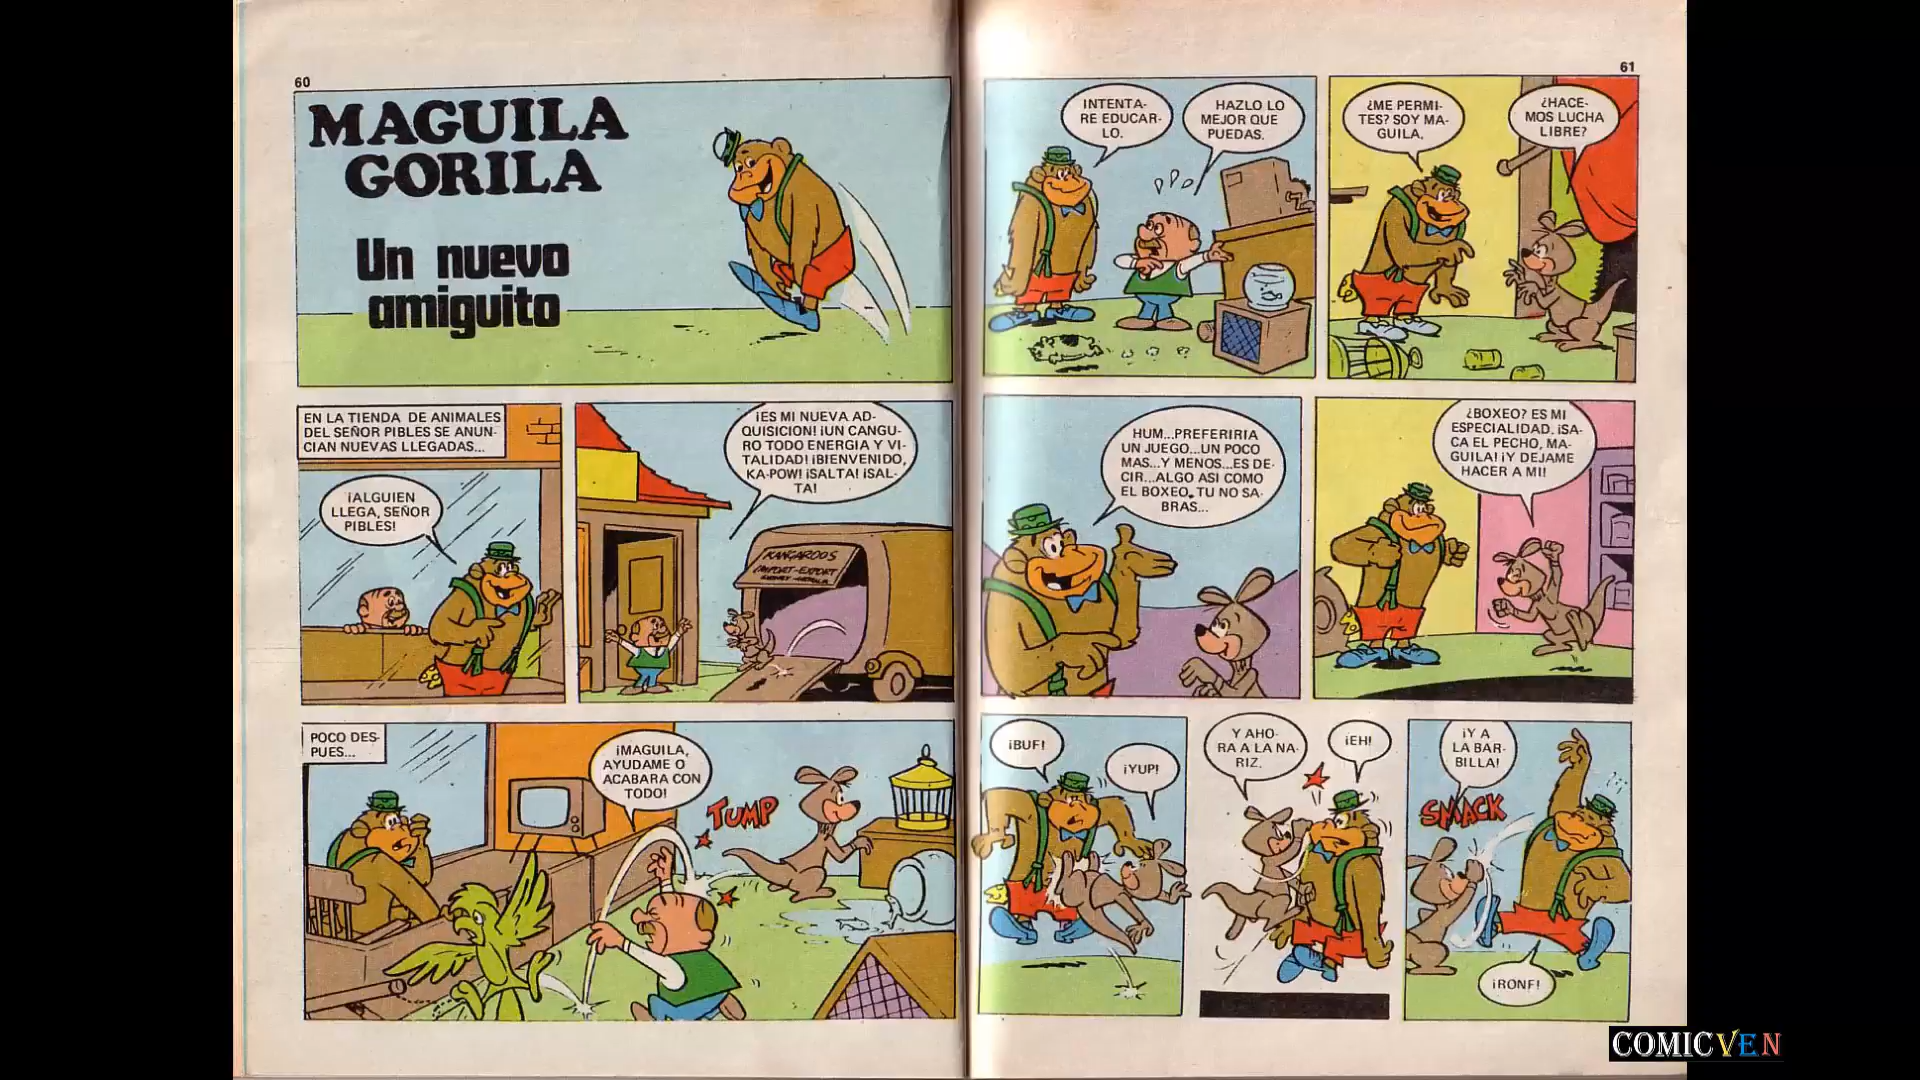 60
MAGUILA
GORILA
Un nuevo
amiguito
EN LA TIENDA DE ANIMALES
DEL SEÑOR PIBLES SE ANUN-
CIAN NUEVAS LLEGADAS...
¡ALGUIEN
LLEGA, SEÑOR
PIBLES!
¡ES MI NUEVA AD-
QUISICION! ¡UN CANGU-
RO TODO ENERGIA Y VI-
TALIDAD! ¡BIENVENIDO,
KA-POW! ¡SALTA! ¡SAL-
TA!
KANGAROOS
IMPORT-EXPORT
POCO DES-
PUES...
¡MAGUILA,
AYUDAME O
ACABARA CON
TODO!
TUMP
61
INTENTA-
RE EDUCAR-
LO.
HAZLO LO
MEJOR QUE
PUEDAS.
¿ME PERMI-
TES? SOY MA-
GUILA.
¿HACE-
MOS LUCHA
LIBRE?
HUM...PREFERIRIA
UN JUEGO...UN POCO
MAS...Y MENOS...ES DE-
CIR...ALGO ASI COMO
EL BOXEO. TU NO SA-
BRAS...
¿BOXEO? ES MI
ESPECIALIDAD. ¡SA-
CA EL PECHO, MA-
GUILA! ¡Y DEJAME
HACER A MI!
¡BUF!
¡YUP!
Y AHO-
RA A LA NA-
RIZ.
¡EH!
¡Y A
LA BAR-
BILLA!
SMACK
¡RONF!
COMICVEN